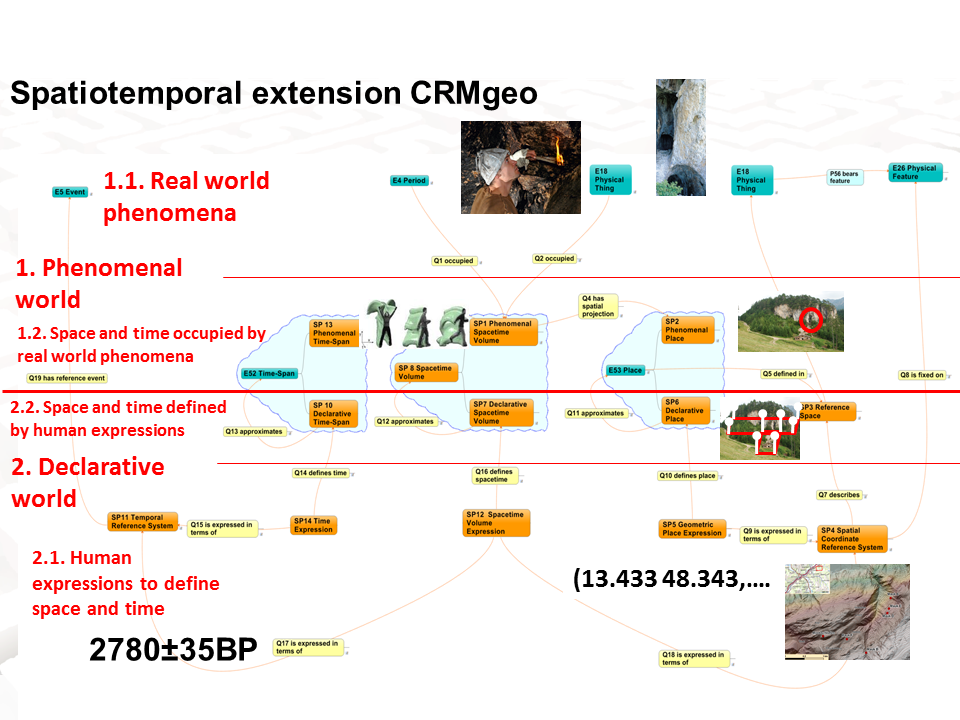 Spatiotemporal extension CRMgeo
1.1. Real world
phenomena
E5 Event
E4 Period
E18
Physical
Thing
E18
Physical
Thing
P56 bears
feature
E26 Physical
Feature
1. Phenomenal
world
Q1 occupied
Q2 occupied
1.2. Space and time occupied by
real world phenomena
Q4 has
spatial
projection
SP 13
Phenomenal
Time-Span
SP1 Phenomenal
Spacetime
Volume
SP2
Phenomenal
Place
Q19 has reference event
E52 Time-Span
SP 8 Spacetime
Volume
E53 Place
Q5 defined in
Q8 is fixed on
2.2. Space and time defined
by human expressions
SP 10
Declarative
Time-Span
SP7 Declarative
Spacetime
Volume
SP6
Declarative
Place
SP3 Reference
Space
Q13 approximates
Q12 approximates
Q11 approximates
2. Declarative
world
Q14 defines time
Q16 defines
spacetime
Q10 defines place
Q7 describes
SP11 Temporal
Reference System
Q15 is expressed in
terms of
SP14 Time
Expression
SP12 Spacetime
Volume
Expression
SP5 Geometric
Place Expression
Q9 is expressed in
terms of
SP4 Spatial
Coordinate
Reference System
2.1. Human
expressions to define
space and time
(13.433 48.343,....
2780±35BP
Q17 is expressed in
terms of
Q18 is expressed in
terms of